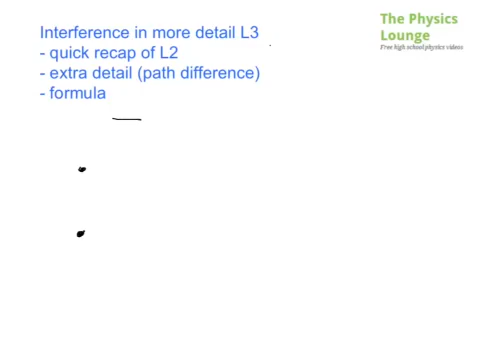 Interference in more detail L3
- quick recap of L2
- extra detail (path difference)
- formula
The Physics
Lounge
Free high school physics videos